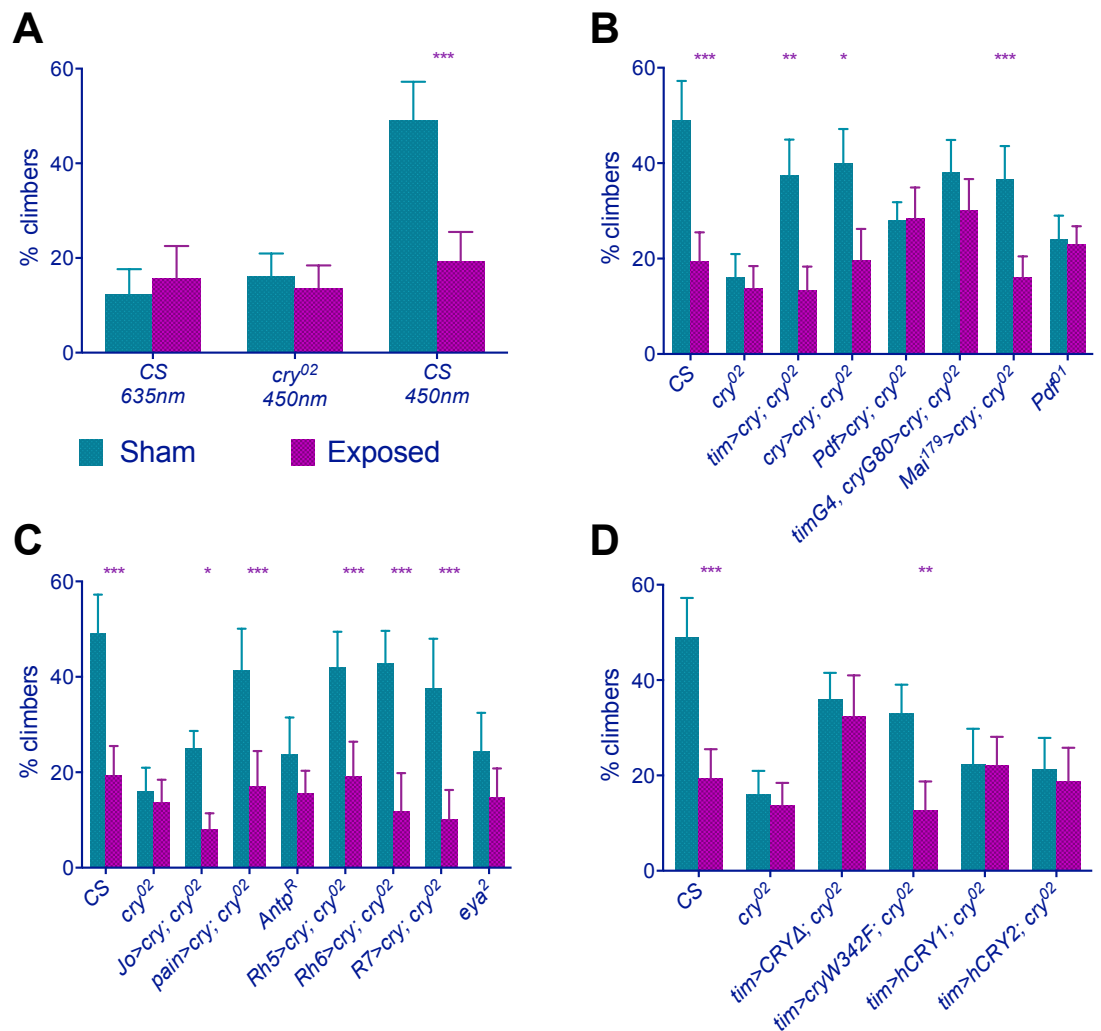 A
***
60
40
20
0
% climbers
CS
635nm
cry02
450nm
CS
450nm
Sham
Exposed
B
*** ** * ***
60
40
20
0
% climbers
CS
cry02
tim>cry; cry02
cry>cry; cry02
Pdf>cry; cry02
timG4, cryG80>cry; cry02
Mai179>cry; cry02
Pdf01
C
*** * *** *** *** ***
60
40
20
0
% climbers
CS
cry02
Jo>cry; cry02
pain>cry; cry02
AntpR
Rh5>cry; cry02
Rh6>cry; cry02
R7>cry; cry02
eya2
D
*** **
60
40
20
0
% climbers
CS
cry02
tim>CRYΔ; cry02
tim>cryW342F; cry02
tim>hCRY1; cry02
tim>hCRY2; cry02